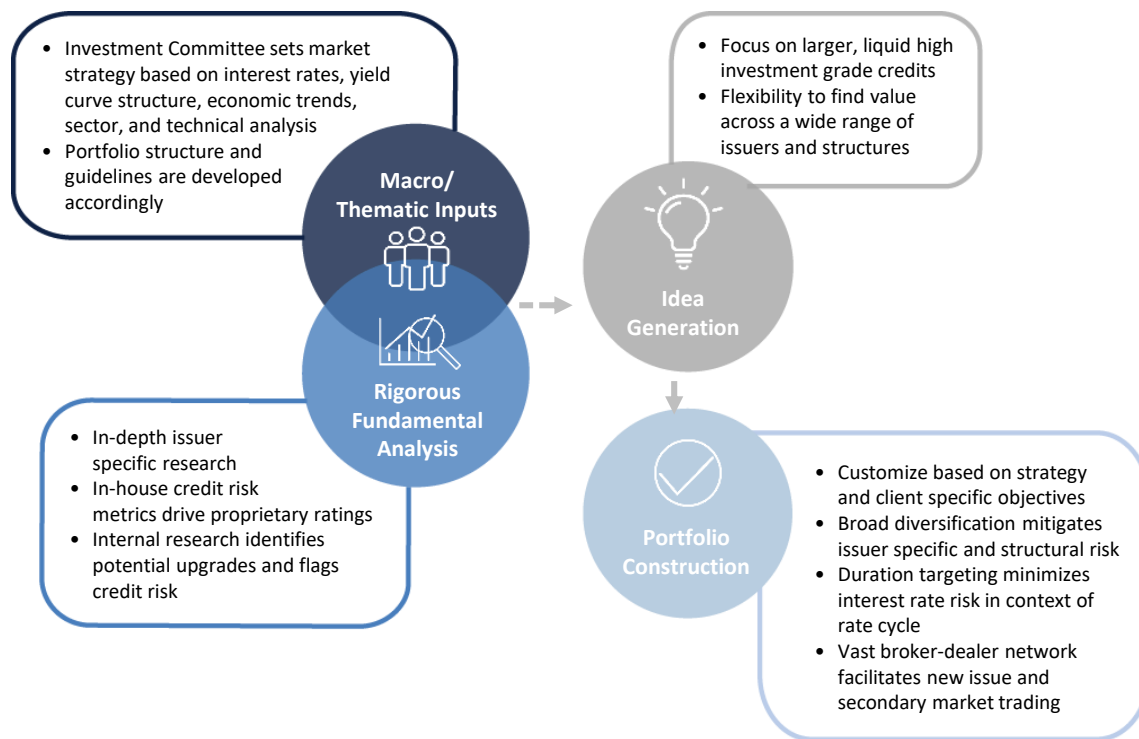 • Investment Committee sets market
strategy based on interest rates, yield
curve structure, economic trends,
sector, and technical analysis
• Portfolio structure and
guidelines are developed
accordingly
Macro/
Thematic Inputs
Rigorous
Fundamental
Analysis
• In-depth issuer
specific research
• In-house credit risk
metrics drive proprietary ratings
• Internal research identifies
potential upgrades and flags
credit risk
• Focus on larger, liquid high
investment grade credits
• Flexibility to find value
across a wide range of
issuers and structures
Idea
Generation
Portfolio
Construction
• Customize based on strategy
and client specific objectives
• Broad diversification mitigates
issuer specific and structural risk
• Duration targeting minimizes
interest rate risk in context of
rate cycle
• Vast broker-dealer network
facilitates new issue and
secondary market trading